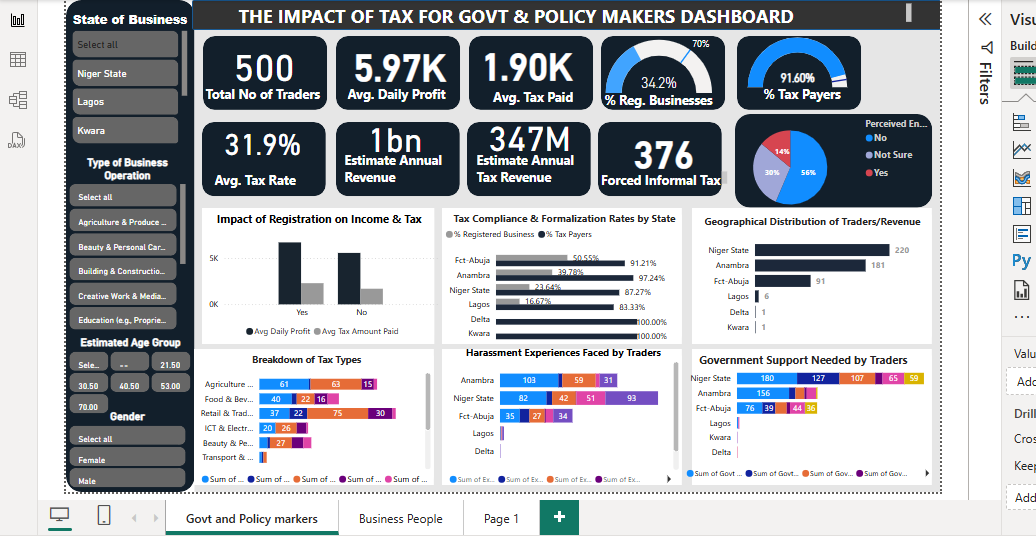 State of Business
Select all
Niger State
Lagos
Kwara
Type of Business
Operation
Select all
Agriculture & Produce ...
Beauty & Personal Car...
Building & Constructio...
Creative Work & Media...
Education (e.g., Proprie...
Estimated Age Group
Sele..
--
21.50
30.50
40.50
53.00
70.00
Gender
Select all
Female
Male
THE IMPACT OF TAX FOR GOVT & POLICY MAKERS DASHBOARD
500
Total No of Traders
5.97K
Avg. Daily Profit
1.90K
Avg. Tax Paid
70%
34.2%
% Reg. Businesses
91.60%
% Tax Payers
31.9%
Avg. Tax Rate
1bn
Estimate Annual
Revenue
347M
Estimate Annual
Tax Revenue
376
Forced Informal Tax
Perceived En...
No
Not Sure
Yes
14%
30%
56%
Impact of Registration on Income & Tax
5K
0K
Yes
No
Avg Daily Profit
Avg Tax Amount Paid
Tax Compliance & Formalization Rates by State
% Registered Business
% Tax Payers
Fct-Abuja
50.55%
91.21%
Anambra
39.78%
97.24%
Niger State
23.64%
87.27%
Lagos
16.67%
83.33%
Delta
100.00%
Kwara
100.00%
Geographical Distribution of Traders/Revenue
Niger State
220
Anambra
181
Fct-Abuja
91
Lagos
6
Delta
1
Kwara
1
Breakdown of Tax Types
Agriculture ...
61
63
15
Food & Bev...
40
22
16
Retail & Trad...
37
22
75
30
ICT & Electr...
20
26
Beauty & Pe...
27
Transport & ...
Sum of ...
Sum of ...
Sum of ...
Sum of ...
Sum of ...
Harassment Experiences Faced by Traders
Anambra
103
59
31
Niger State
82
42
51
93
Fct-Abuja
35
27
34
Lagos
Delta
Sum of Ex...
Sum of Ex...
Sum of Ex...
Sum of Ex...
Government Support Needed by Traders
Niger State
180
127
107
65
59
Anambra
156
Fct-Abuja
76
39
44
36
Lagos
Kwara
Delta
Sum of Govt ...
Sum of Govt...
Sum of Gov...
Sum of Gov...
Govt and Policy markers
Business People
Page 1
+
Filters
Visu
Build
Py
...
Valu
Add
Drill
Cros
Keep
Add
DAX